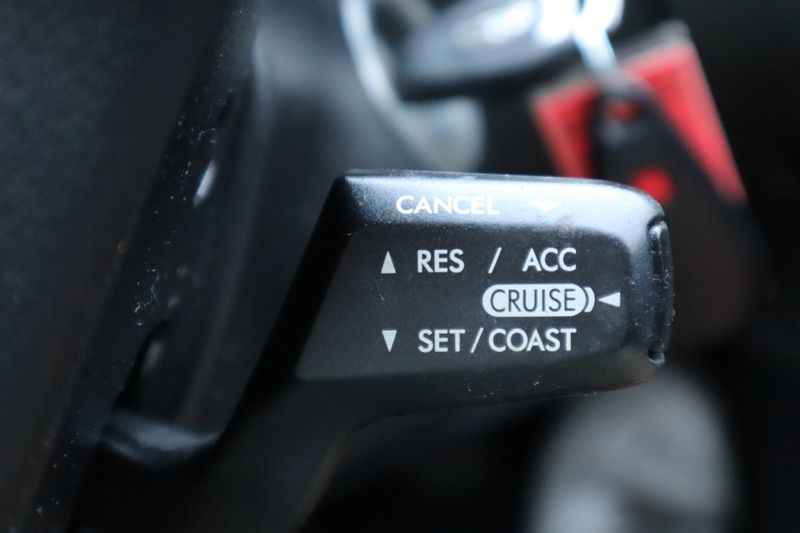 CANCEL
RES / ACC
CRUISE
SET / COAST